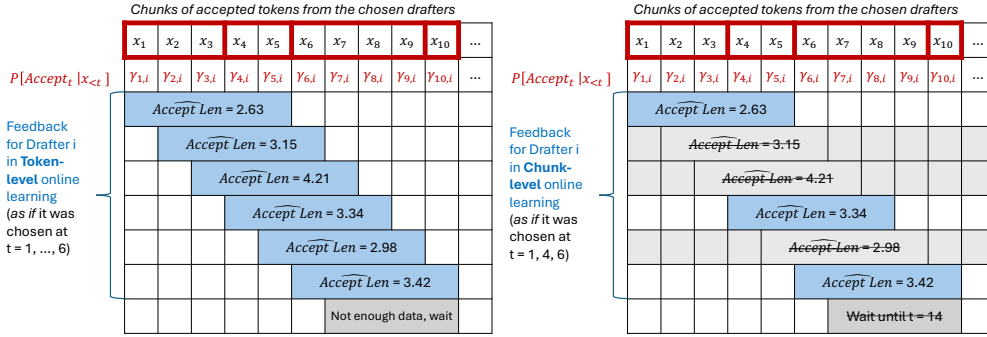 Chunks of accepted tokens from the chosen drafters
x₁ x₂ x₃ x₄ x₅ x₆ x₇ x₈ x₉ x₁₀ ...
P[Acceptₜ |x<ₜ ] γ₁,ᵢ γ₂,ᵢ γ₃,ᵢ γ₄,ᵢ γ₅,ᵢ γ₆,ᵢ γ₇,ᵢ γ₈,ᵢ γ₉,ᵢ γ₁₀,ᵢ ...
Feedback
for Drafter i
in Token-
level online
learning
(as if it was
chosen at
t = 1, ..., 6)
Accept Len = 2.63
Accept Len = 3.15
Accept Len = 4.21
Accept Len = 3.34
Accept Len = 2.98
Accept Len = 3.42
Not enough data, wait
Chunks of accepted tokens from the chosen drafters
x₁ x₂ x₃ x₄ x₅ x₆ x₇ x₈ x₉ x₁₀ ...
P[Acceptₜ |x<ₜ ] γ₁,ᵢ γ₂,ᵢ γ₃,ᵢ γ₄,ᵢ γ₅,ᵢ γ₆,ᵢ γ₇,ᵢ γ₈,ᵢ γ₉,ᵢ γ₁₀,ᵢ ...
Feedback
for Drafter i
in Chunk-
level online
learning
(as if it was
chosen at
t = 1, 4, 6)
Accept Len = 2.63
Accept Len = 3.15
Accept Len = 4.21
Accept Len = 3.34
Accept Len = 2.98
Accept Len = 3.42
Wait until t = 14